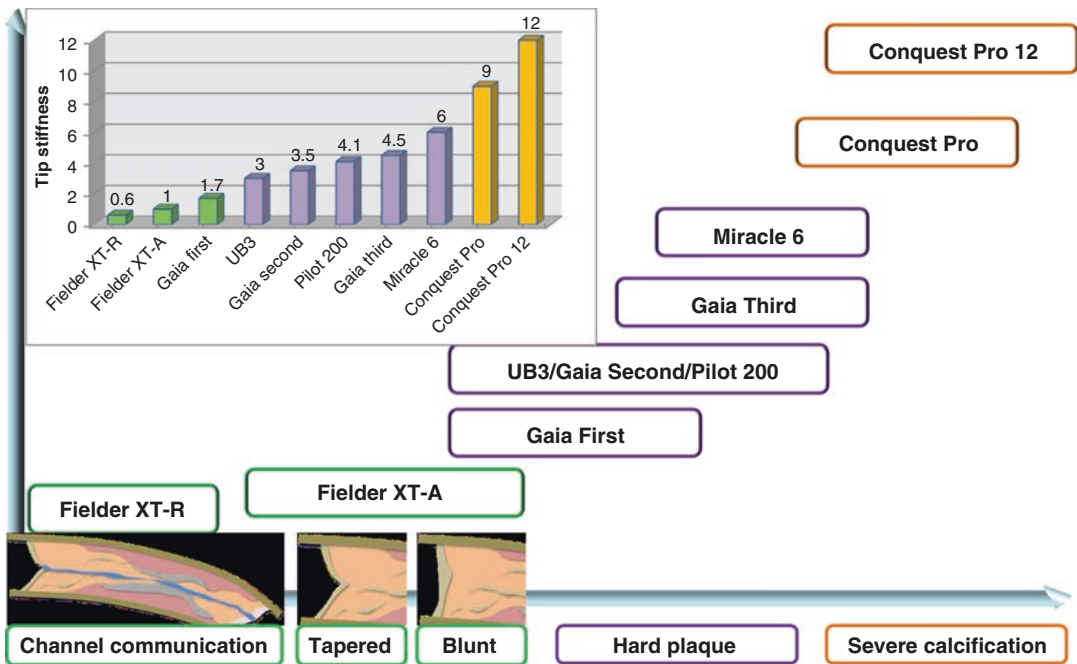 12
10
8
6
4
2
0
Tip stiffness
0.6
1
1.7
3
3.5
4.1
4.5
6
9
12
Fielder XT-R
Fielder XT-A
Gaia first
UB3
Gaia second
Pilot 200
Gaia third
Miracle 6
Conquest Pro
Conquest Pro 12
Conquest Pro 12
Conquest Pro
Miracle 6
Gaia Third
UB3/Gaia Second/Pilot 200
Gaia First
Fielder XT-A
Fielder XT-R
Channel communication
Tapered
Blunt
Hard plaque
Severe calcification